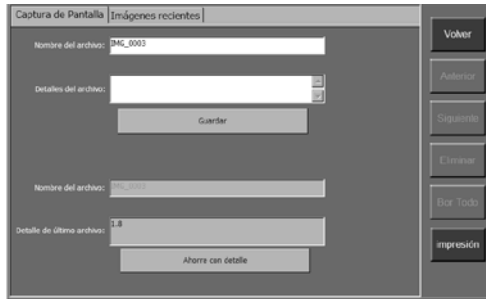 Captura de Pantalla
Imágenes recientes
Nombre del archivo:
IMG_0003
Detalles del archivo:
Guardar
Nombre del archivo:
IMG_0022
Detalle de último archivo:
1.8
Ahorre con detalle
Volver
Anterior
Siguiente
Eliminar
Bor Todo
impresión